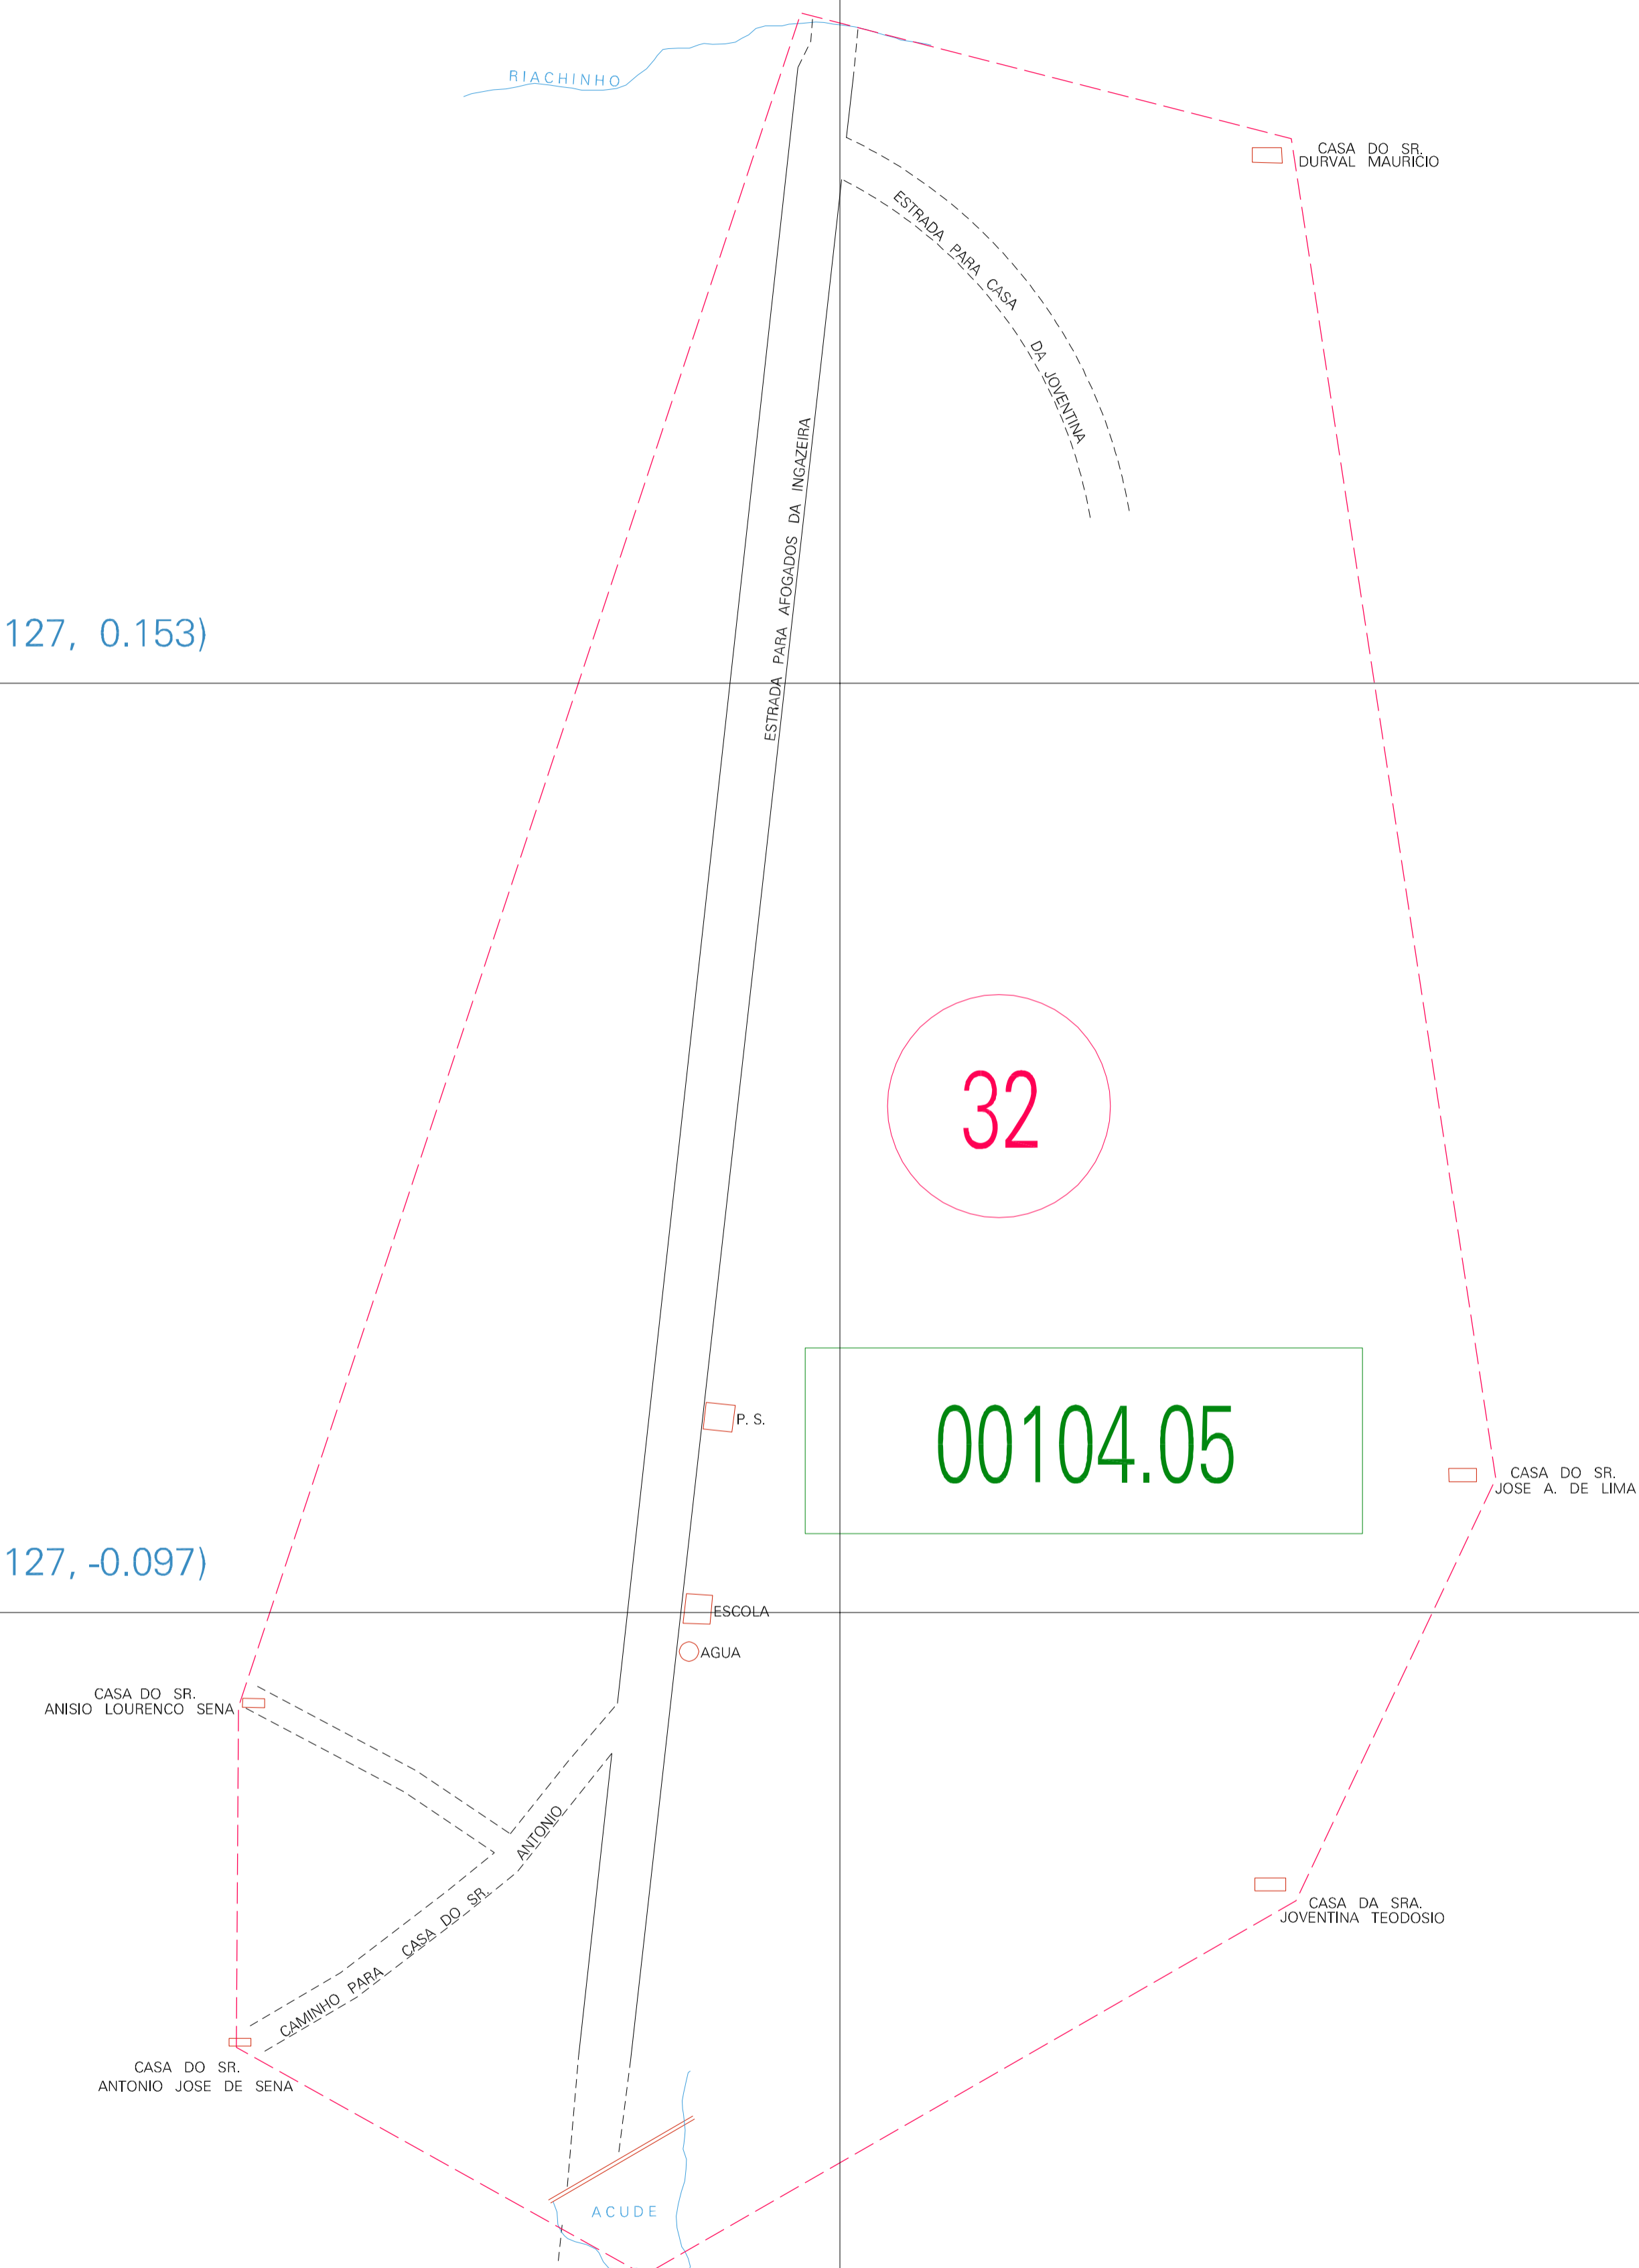 RIACHINHO
CASA DO SR.
DURVAL MAURICIO
ESTRADA PARA CASA DA JOVENTINA
ESTRADA PARA AFOGADOS DA INGAZEIRA
127, 0.153)
32
00104.05
P. S.
CASA DO SR.
JOSE A. DE LIMA
127, -0.097)
ESCOLA
AGUA
CASA DO SR.
ANISIO LOURENCO SENA
CAMINHO PARA CASA DO SR. ANTONIO
CASA DA SRA.
JOVENTINA TEODOSIO
CASA DO SR.
ANTONIO JOSE DE SENA
ACUDE